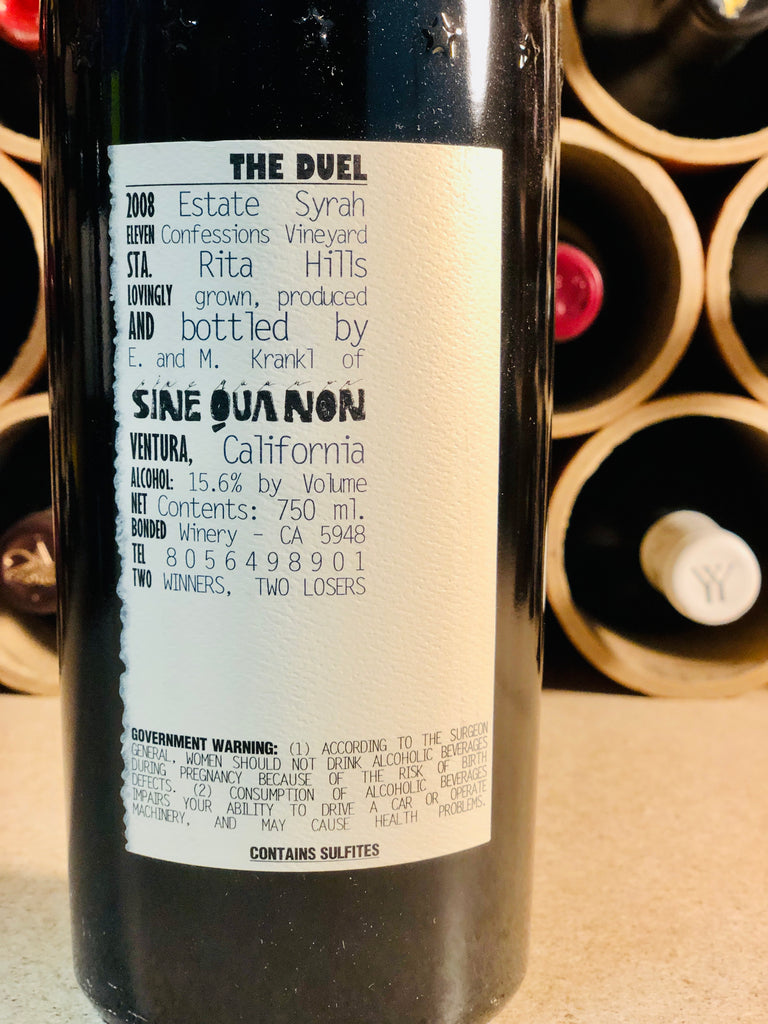 THE DUEL
2008 Estate Syrah
ELEVEN Confessions Vineyard
STA. Rita Hills
LOVINGLY grown, produced
AND bottled by
E. and M. Krankl of
sine qua non
SINE QUA NON
VENTURA, California
ALCOHOL: 15.6% by Volume
NET Contents: 750 ml.
BONDED Winery - CA 5948
TEL 8056498901
TWO WINNERS, TWO LOSERS
GOVERNMENT WARNING: (1) ACCORDING TO THE SURGEON
GENERAL, WOMEN SHOULD NOT DRINK ALCOHOLIC BEVERAGES
DURING PREGNANCY BECAUSE OF THE RISK OF BIRTH
DEFECTS. (2) CONSUMPTION OF ALCOHOLIC BEVERAGES
IMPAIRS YOUR ABILITY TO DRIVE A CAR OR OPERATE
MACHINERY, AND MAY CAUSE HEALTH PROBLEMS.
CONTAINS SULFITES